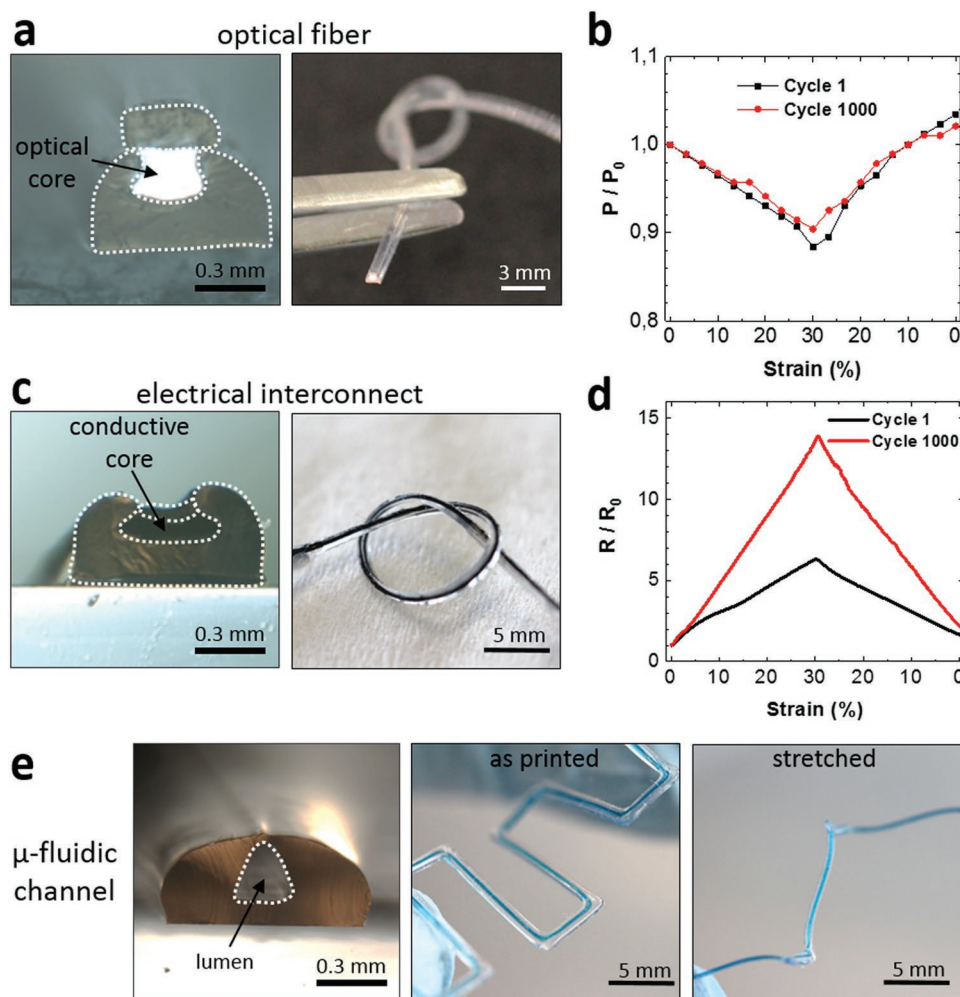 a
optical fiber
optical
core
0.3 mm
3 mm
b
1,1
1,0
0,9
0,8
P / P0
Cycle 1
Cycle 1000
0 10 20 30 20 10 0
Strain (%)
c
electrical interconnect
conductive
core
0.3 mm
5 mm
d
15
10
5
0
R / R0
Cycle 1
Cycle 1000
0 10 20 30 20 10 0
Strain (%)
e
μ-fluidic
channel
lumen
0.3 mm
as printed
5 mm
stretched
5 mm